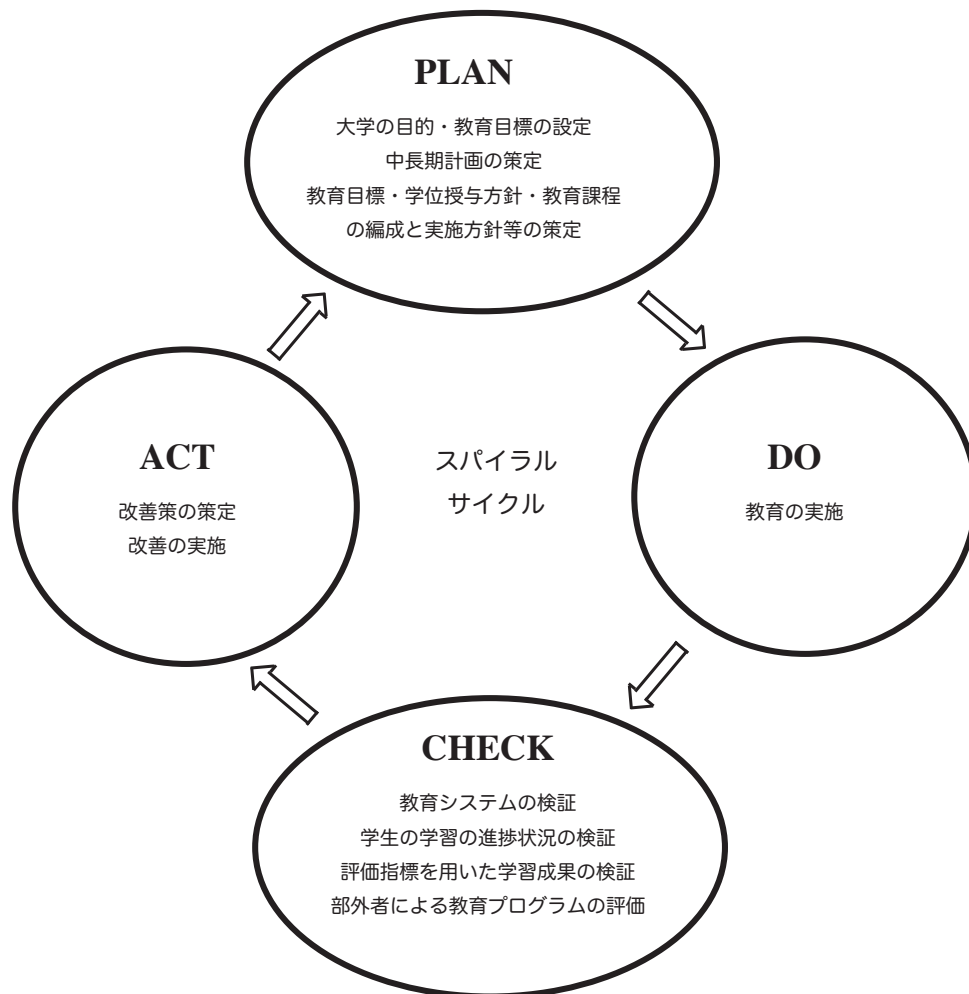 PLAN
大学の目的・教育目標の設定
中長期計画の策定
教育目標・学位授与方針・教育課程
の編成と実施方針等の策定
ACT
改善策の策定
改善の実施
スパイラル
サイクル
DO
教育の実施
CHECK
教育システムの検証
学生の学習の進捗状況の検証
評価指標を用いた学習成果の検証
部外者による教育プログラムの評価